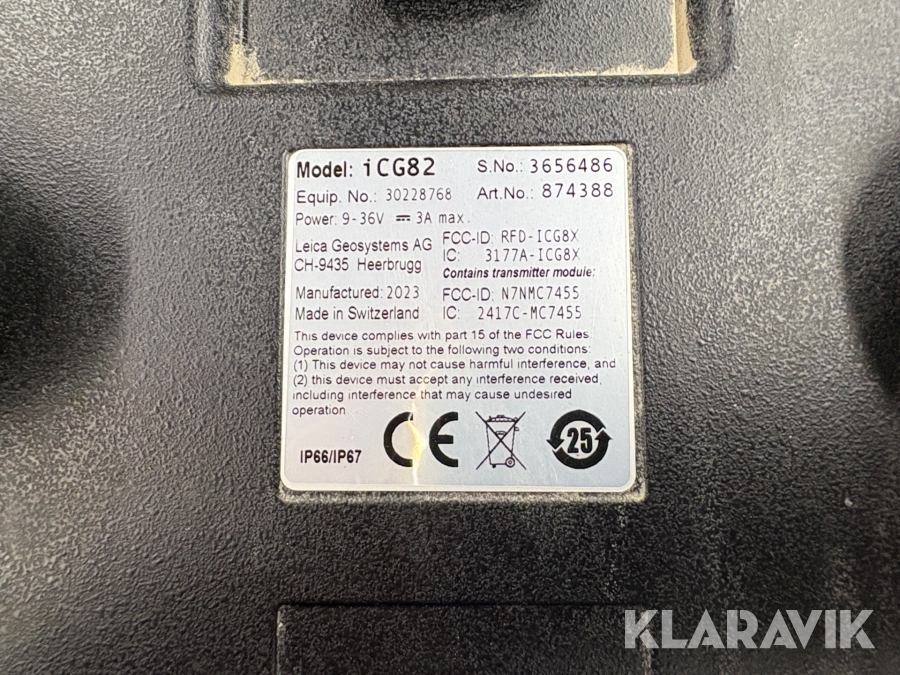 Model: iCG82 S.No.: 3656486
Equip. No.: 30228768 Art.No.: 874388
Power: 9-36V ⎓ 3A max.
Leica Geosystems AG
CH-9435 Heerbrugg
FCC-ID: RFD-ICG8X
IC: 3177A-ICG8X
Contains transmitter module:
Manufactured: 2023
Made in Switzerland
FCC-ID: N7NMC7455
IC: 2417C-MC7455
This device complies with part 15 of the FCC Rules
Operation is subject to the following two conditions:
(1) This device may not cause harmful interference, and
(2) this device must accept any interference received,
including interference that may cause undesired
operation
IP66/IP67 CE 25
KLARAVIK